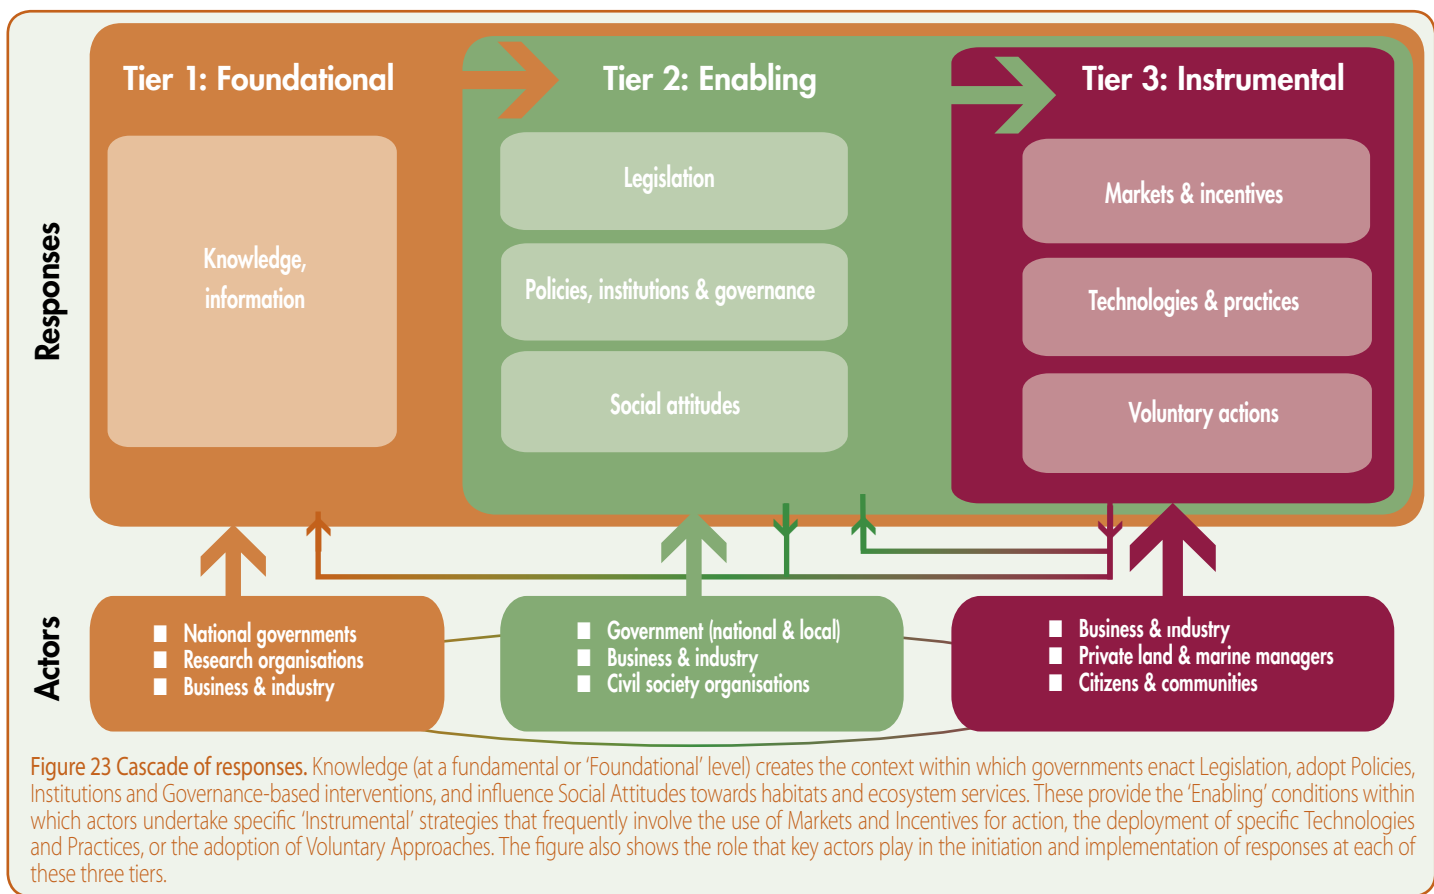 Tier 1: Foundational
Tier 2: Enabling
Tier 3: Instrumental
Responses
Knowledge,
information
Legislation
Policies, institutions & governance
Social attitudes
Markets & incentives
Technologies & practices
Voluntary actions
Actors
■ National governments
■ Research organisations
■ Business & industry
■ Government (national & local)
■ Business & industry
■ Civil society organisations
■ Business & industry
■ Private land & marine managers
■ Citizens & communities
Figure 23 Cascade of responses. Knowledge (at a fundamental or ‘Foundational’ level) creates the context within which governments enact Legislation, adopt Policies,
Institutions and Governance-based interventions, and influence Social Attitudes towards habitats and ecosystem services. These provide the ‘Enabling’ conditions within
which actors undertake specific ‘Instrumental’ strategies that frequently involve the use of Markets and Incentives for action, the deployment of specific Technologies
and Practices, or the adoption of Voluntary Approaches. The figure also shows the role that key actors play in the initiation and implementation of responses at each of
these three tiers.